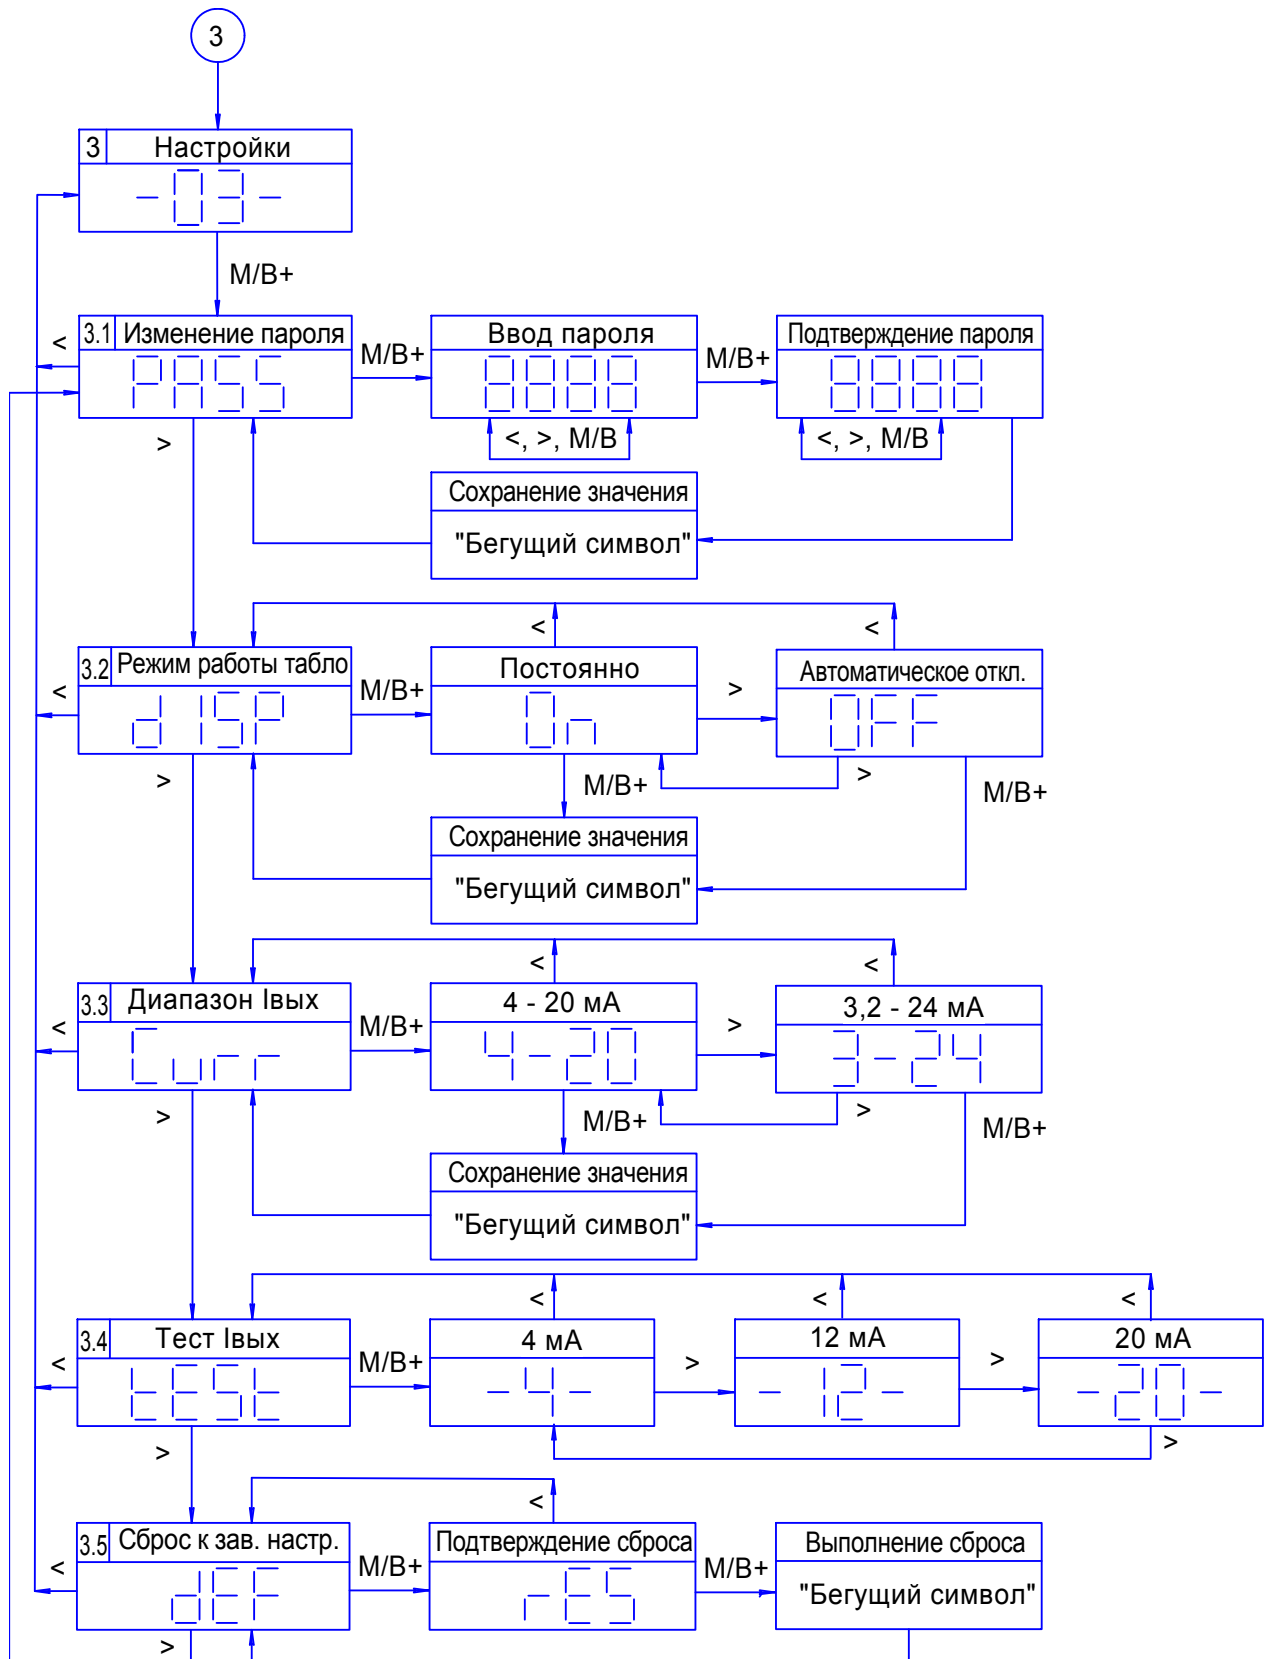 3
3 Настройки
-03-
М/В+
3.1 Изменение пароля
PASS
<
>
М/В+
Ввод пароля
8888
<, >, М/В
М/В+
Подтверждение пароля
8888
<, >, М/В
Сохранение значения
"Бегущий символ"
3.2 Режим работы табло
dISP
<
>
М/В+
Постоянно
On
<
>
М/В+
Автоматическое откл.
OFF
<
>
М/В+
Сохранение значения
"Бегущий символ"
3.3 Диапазон Iвых
Curr
<
>
М/В+
4 - 20 мА
4-20
<
>
М/В+
3,2 - 24 мА
3-24
<
>
М/В+
Сохранение значения
"Бегущий символ"
3.4 Тест Iвых
tESt
<
>
М/В+
4 мА
-4-
<
>
12 мА
-12-
<
>
20 мА
-20-
<
>
3.5 Сброс к зав. настр.
dEF
<
>
М/В+
Подтверждение сброса
rES
<
М/В+
Выполнение сброса
"Бегущий символ"